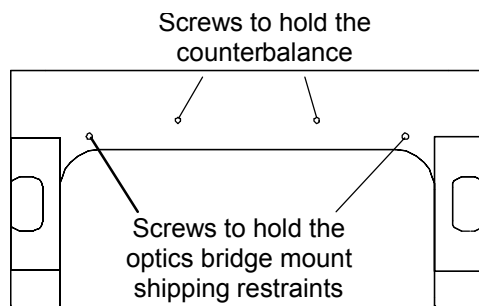 Screws to hold the
counterbalance
Screws to hold the
optics bridge mount
shipping restraints